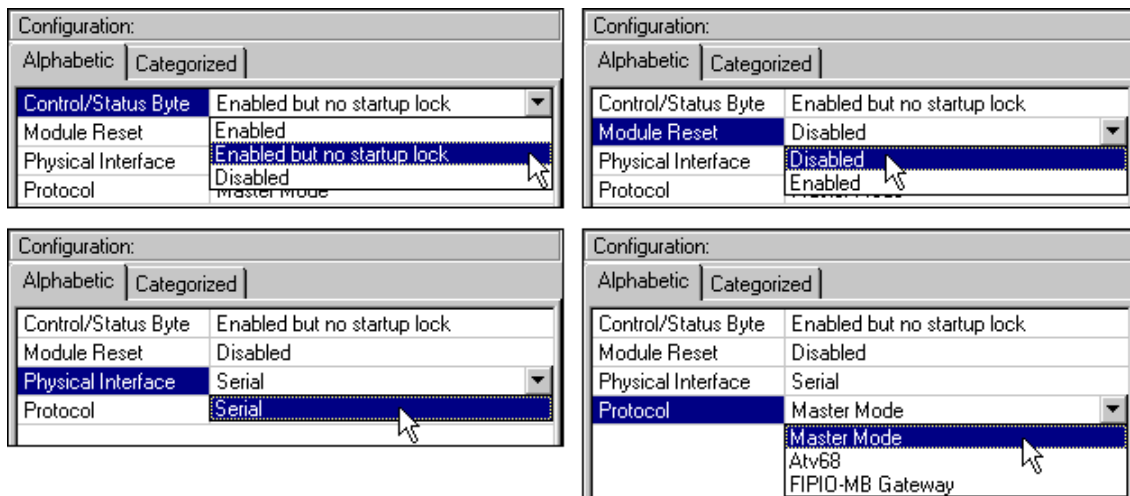 Configuration:
Alphabetic Categorized
Control/Status Byte Enabled but no startup lock
Module Reset Enabled
Enabled but no startup lock
Physical Interface
Disabled
Protocol Master Mode
Configuration:
Alphabetic Categorized
Control/Status Byte Enabled but no startup lock
Module Reset Disabled
Physical Interface Disabled
Protocol Enabled
Configuration:
Alphabetic Categorized
Control/Status Byte Enabled but no startup lock
Module Reset Disabled
Physical Interface Serial
Protocol Serial
Configuration:
Alphabetic Categorized
Control/Status Byte Enabled but no startup lock
Module Reset Disabled
Physical Interface Serial
Protocol Master Mode
Master Mode
Atv68
FIPIO-MB Gateway